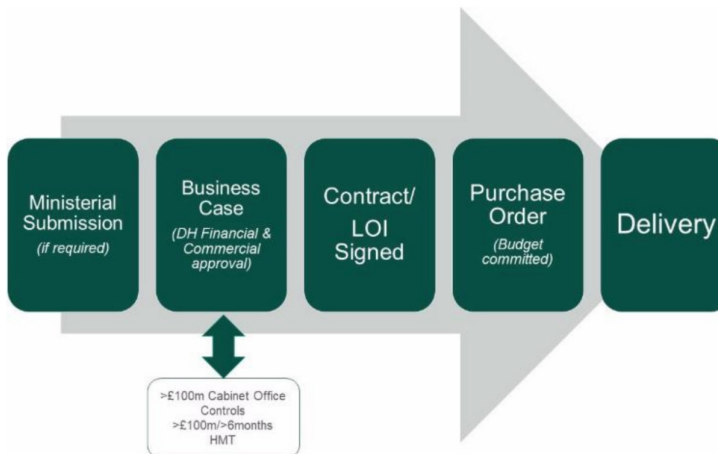 Ministerial
Submission
(if required)
Business
Case
(DH Financial &
Commercial
approval)
Contract/
LOI
Signed
Purchase
Order
(Budget
committed)
Delivery
>£100m Cabinet Office
Controls
>£100m/>6months
HMT